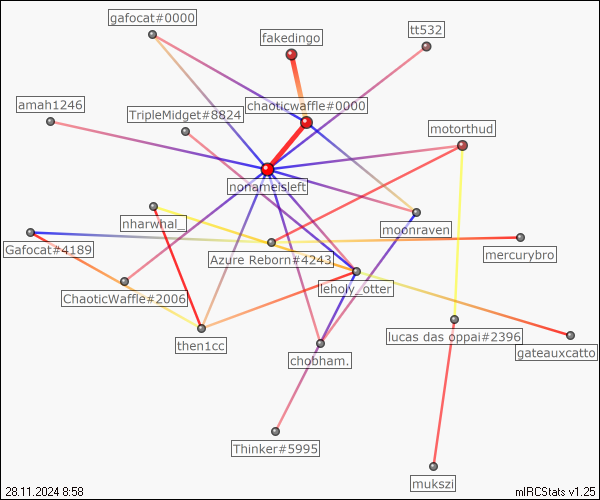 gafocat#0000
fakedingo
tt532
amah1246
TripleMidget#8824
chaoticwaffle#0000
motorthud
nonameisleft
nharwhal_
moonraven
Gafocat#4189
Azure Reborn#4243
mercurybro
ChaoticWaffle#2006
leholy_otter
then1cc
chobham.
lucas das oppai#2396
gateauxcatto
Thinker#5995
mukszi
28.11.2024 8:58
mIRCStats v1.25